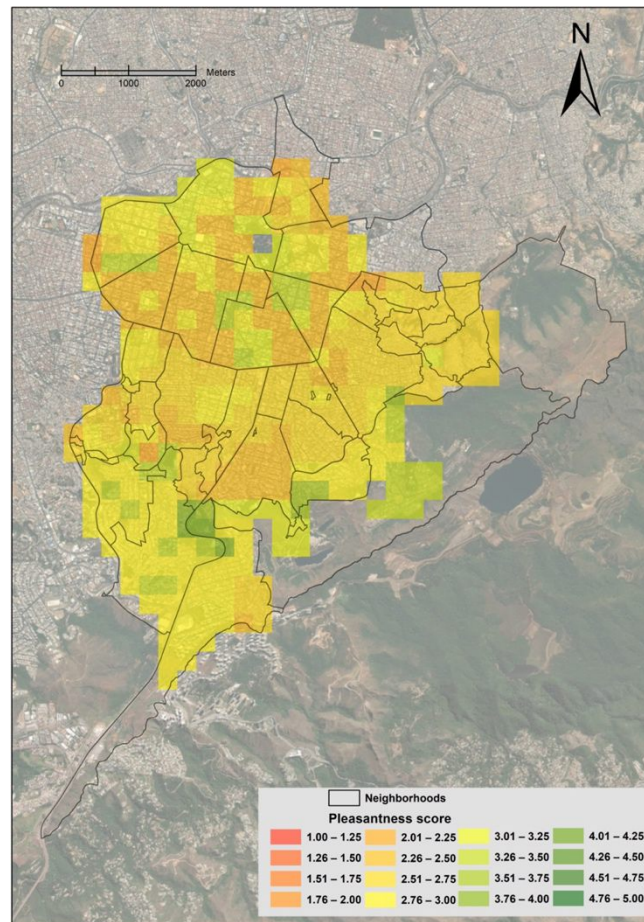 N
Meters
0 1000 2000
Neighborhoods
Pleasantness score
1.00 – 1.25 2.01 – 2.25 3.01 – 3.25 4.01 – 4.25
1.26 – 1.50 2.26 – 2.50 3.26 – 3.50 4.26 – 4.50
1.51 – 1.75 2.51 – 2.75 3.51 – 3.75 4.51 – 4.75
1.76 – 2.00 2.76 – 3.00 3.76 – 4.00 4.76 – 5.00